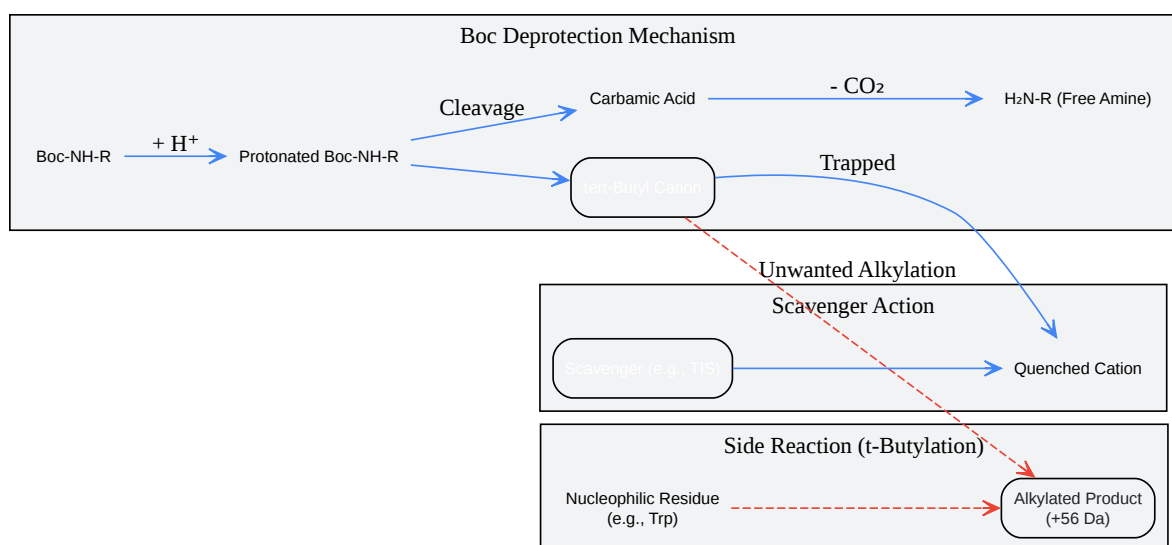 Boc Deprotection Mechanism
Cleavage
Carbamic Acid
- CO₂
H₂N-R (Free Amine)
Boc-NH-R
+ H⁺
Protonated Boc-NH-R
tert-Butyl Cation
Trapped
Unwanted Alkylation
Scavenger Action
Scavenger (e.g., TIS)
Quenched Cation
Side Reaction (t-Butylation)
Nucleophilic Residue
(e.g., Trp)
Alkylated Product
(+56 Da)